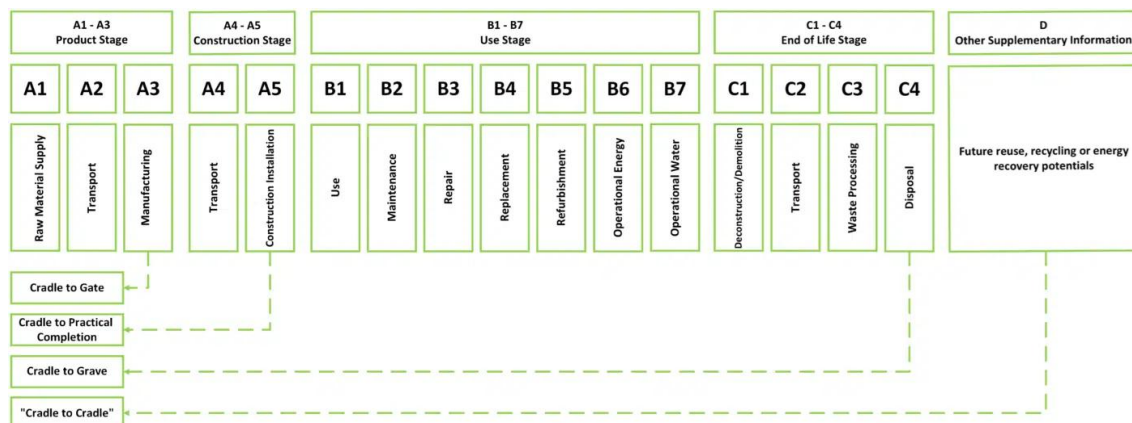 A1 - A3
Product Stage
A4 - A5
Construction Stage
B1 - B7
Use Stage
C1 - C4
End of Life Stage
D
Other Supplementary Information
A1
A2
A3
A4
A5
B1
B2
B3
B4
B5
B6
B7
C1
C2
C3
C4
Raw Material Supply
Transport
Manufacturing
Transport
Construction Installation
Use
Maintenance
Repair
Replacement
Refurbishment
Operational Energy
Operational Water
Deconstruction/Demolition
Transport
Waste Processing
Disposal
Future reuse, recycling or energy
recovery potentials
Cradle to Gate
Cradle to Practical
Completion
Cradle to Grave
"Cradle to Cradle"